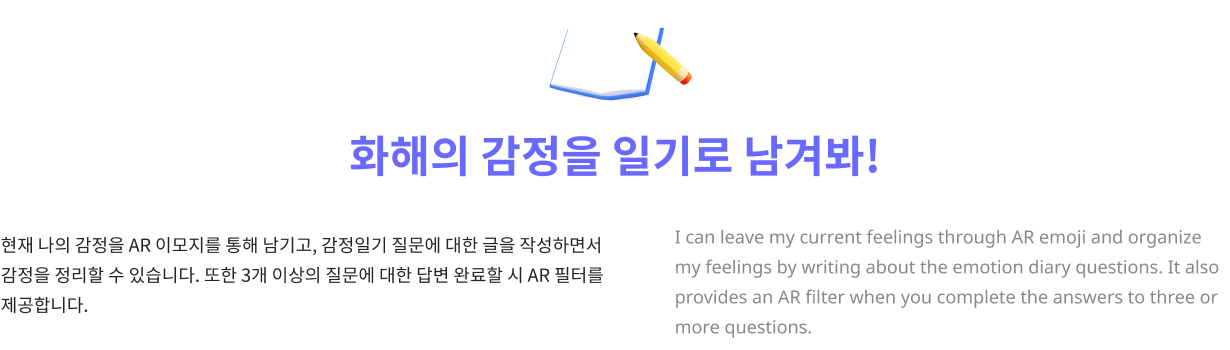 화해의 감정을 일기로 남겨봐!
현재 나의 감정을 AR 이모지를 통해 남기고, 감정일기 질문에 대한 글을 작성하면서
감정을 정리할 수 있습니다. 또한 3개 이상의 질문에 대한 답변 완료할 시 AR 필터를
제공합니다.
I can leave my current feelings through AR emoji and organize
my feelings by writing about the emotion diary questions. It also
provides an AR filter when you complete the answers to three or
more questions.